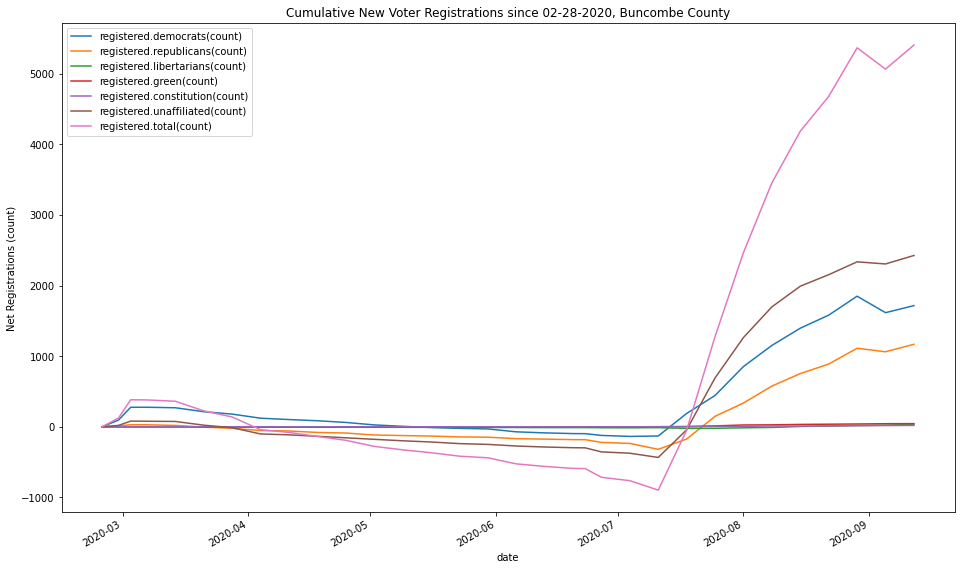 Cumulative New Voter Registrations since 02-28-2020, Buncombe County
registered.democrats(count)
registered.republicans(count)
registered.libertarians(count)
registered.green(count)
registered.constitution(count)
registered.unaffiliated(count)
registered.total(count)
5000
4000
3000
2000
1000
0
−1000
Net Registrations (count)
2020-03
2020-04
2020-05
2020-06
2020-07
2020-08
2020-09
date